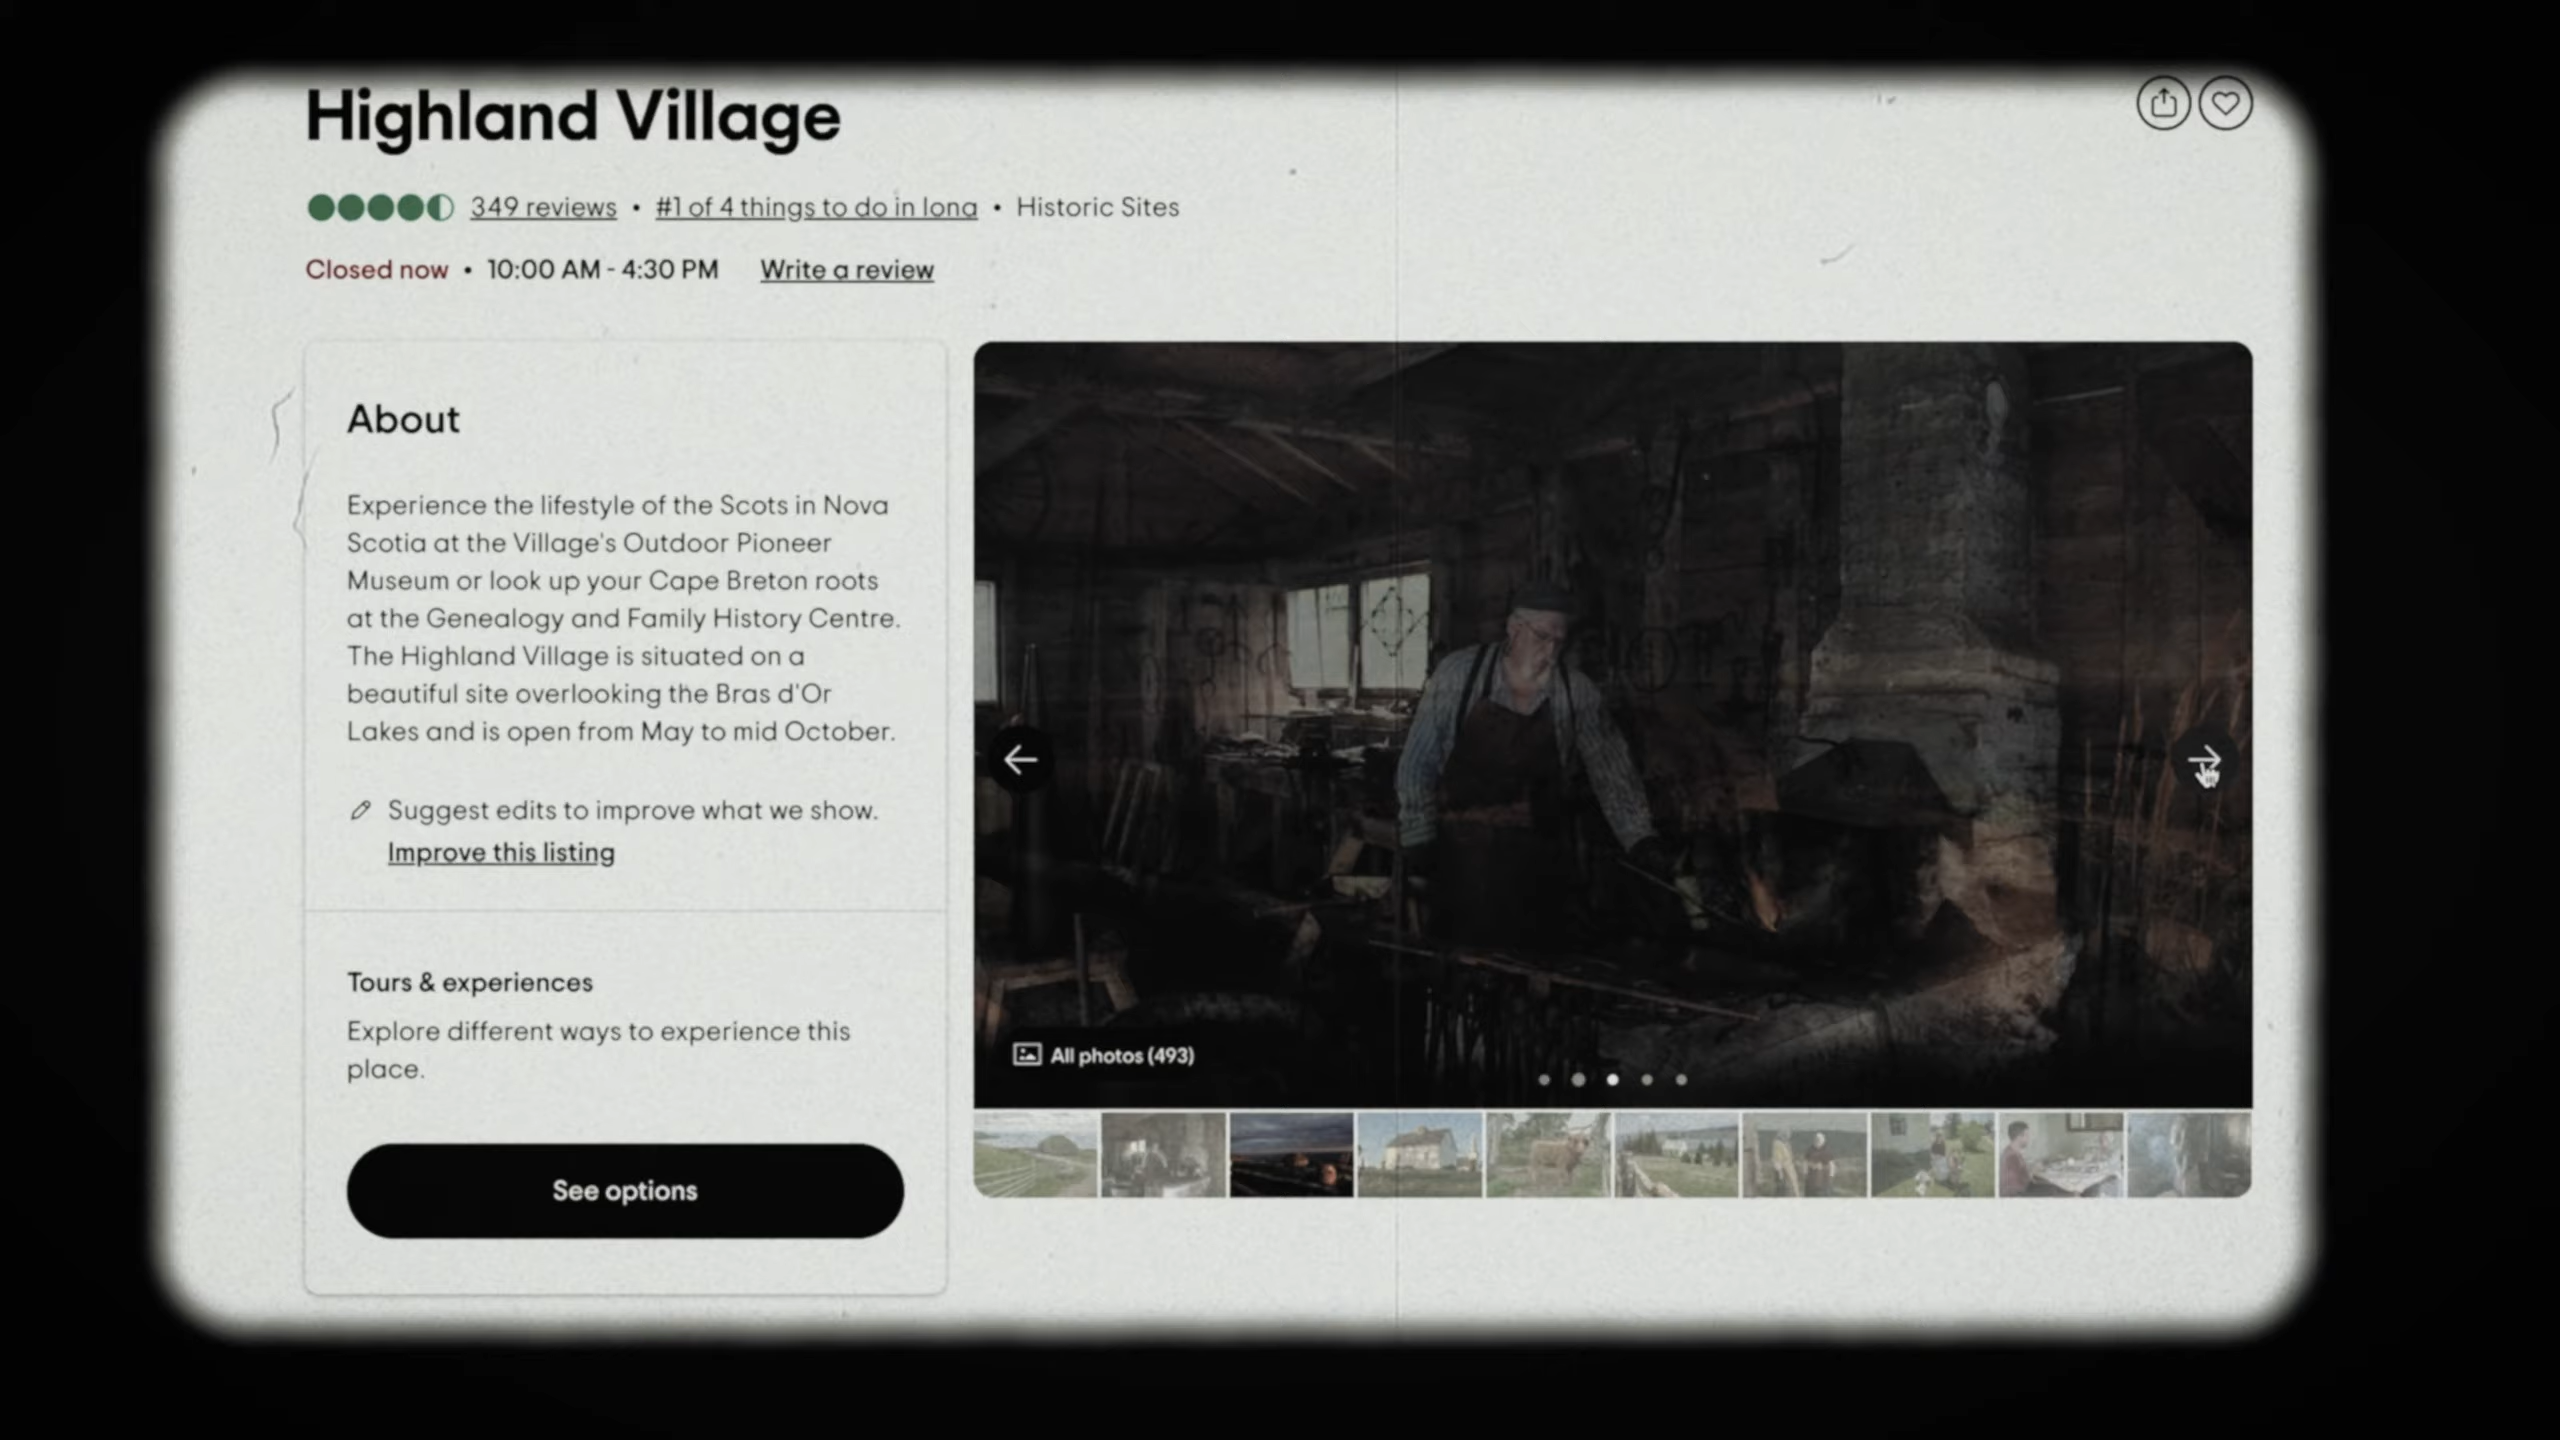 Highland Village
349 reviews • #1 of 4 things to do in Iona • Historic Sites
Closed now • 10:00 AM - 4:30 PM Write a review
About
Experience the lifestyle of the Scots in Nova
Scotia at the Village's Outdoor Pioneer
Museum or look up your Cape Breton roots
at the Genealogy and Family History Centre.
The Highland Village is situated on a
beautiful site overlooking the Bras d'Or
Lakes and is open from May to mid October.
Suggest edits to improve what we show.
Improve this listing
Tours & experiences
Explore different ways to experience this
place.
See options
All photos (493)